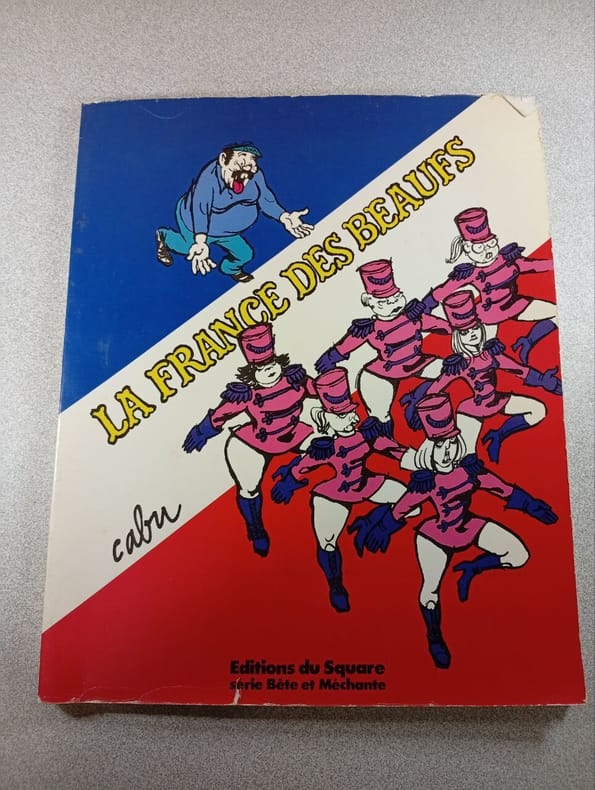 LA FRANCE DES BEAUFS
cabu
Editions du Square
série Bête et Méchante